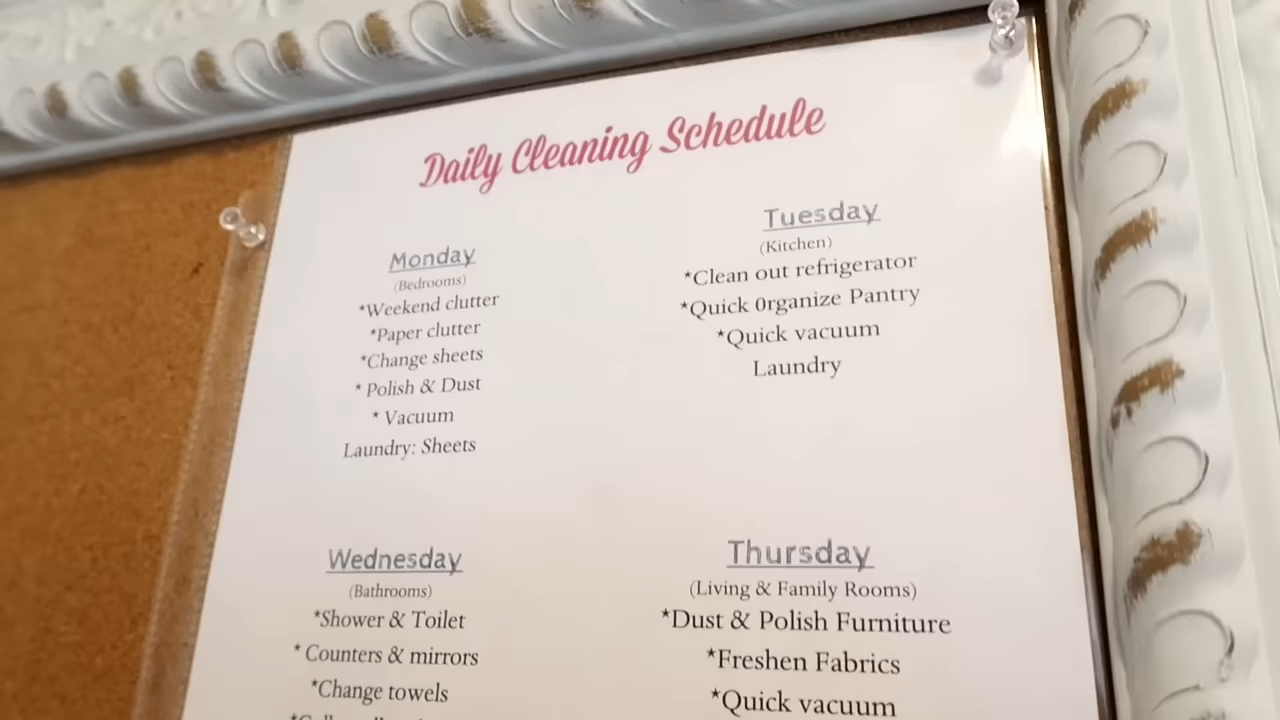 Daily Cleaning Schedule
Monday
(Bedrooms)
*Weekend clutter
*Paper clutter
*Change sheets
* Polish & Dust
* Vacuum
Laundry: Sheets
Tuesday
(Kitchen)
*Clean out refrigerator
*Quick 0rganize Pantry
*Quick vacuum
Laundry
Wednesday
(Bathrooms)
*Shower & Toilet
* Counters & mirrors
*Change towels
Thursday
(Living & Family Rooms)
*Dust & Polish Furniture
*Freshen Fabrics
*Quick vacuum